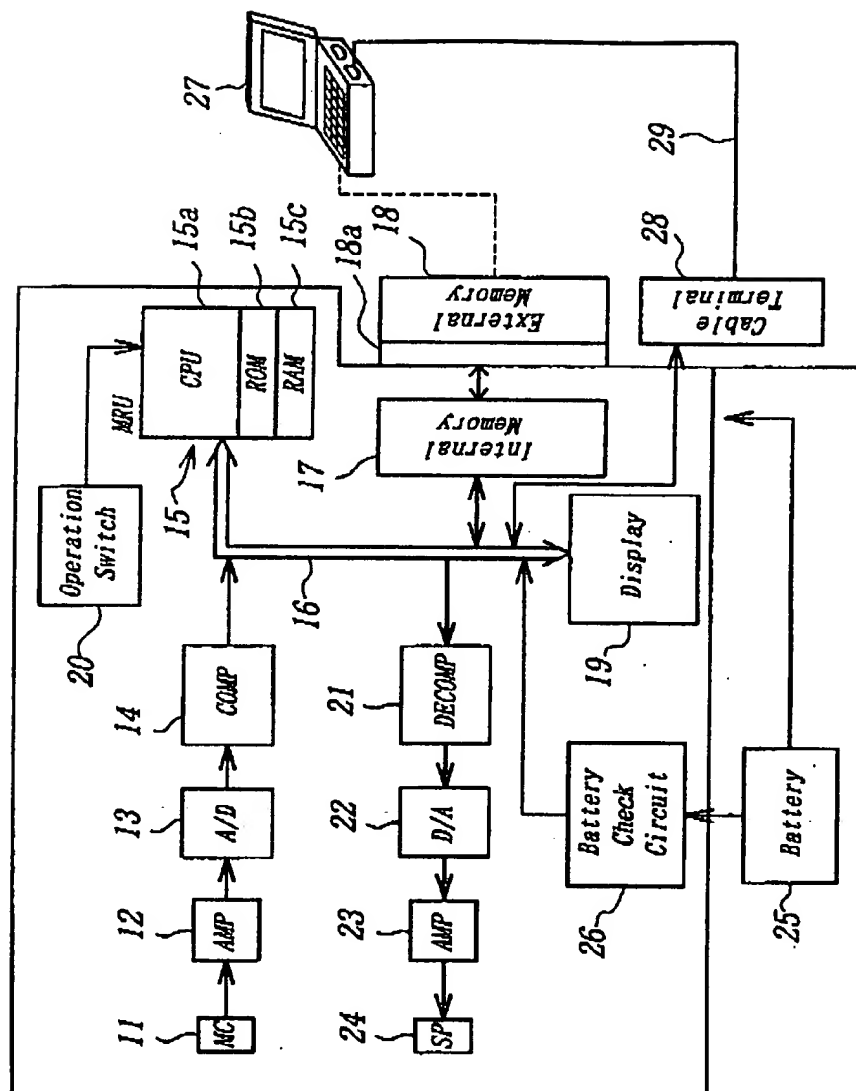 27
Operation
Switch
20
MRU
15
CPU
15a
ROM
15b
RAM
15c
11
MC
12
AMP
13
A/D
14
COMP
16
17
Internal
Memory
18a
18
External
Memory
24
SP
23
AMP
22
D/A
21
DECOMP
19
Display
28
Cable
Terminal
29
26
Battery
Check
Circuit
25
Battery